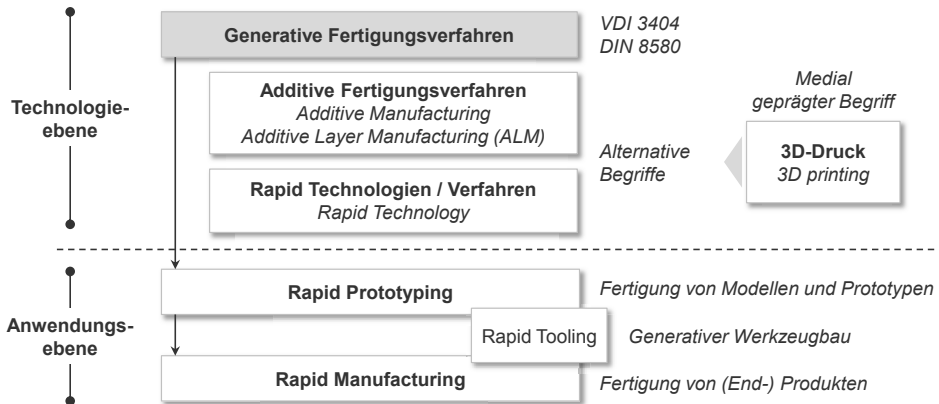 Generative Fertigungsverfahren
VDI 3404
DIN 8580
Technologie-
ebene
Additive Fertigungsverfahren
Additive Manufacturing
Additive Layer Manufacturing (ALM)
Rapid Technologien / Verfahren
Rapid Technology
Alternative
Begriffe
Medial
geprägter Begriff
3D-Druck
3D printing
Anwendungs-
ebene
Rapid Prototyping
Fertigung von Modellen und Prototypen
Rapid Tooling
Generativer Werkzeugbau
Rapid Manufacturing
Fertigung von (End-) Produkten